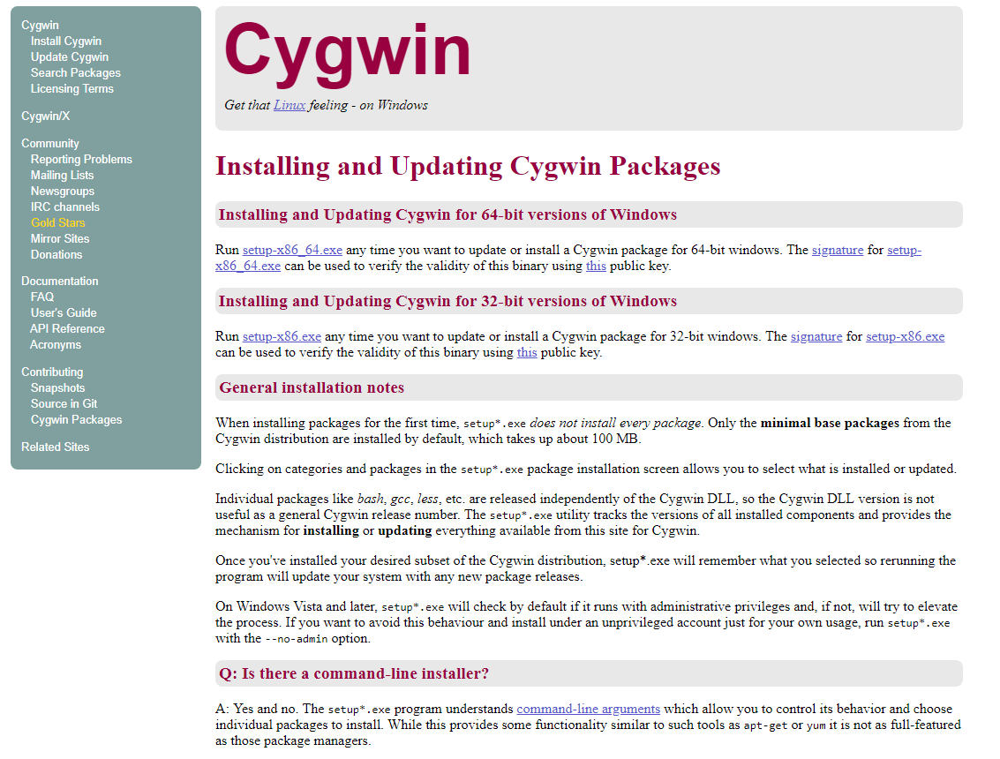 Cygwin
Install Cygwin
Update Cygwin
Search Packages
Licensing Terms
Cygwin/X
Community
Reporting Problems
Mailing Lists
Newsgroups
IRC channels
Gold Stars
Mirror Sites
Donations
Documentation
FAQ
User's Guide
API Reference
Acronyms
Contributing
Snapshots
Source in Git
Cygwin Packages
Related Sites
Cygwin
Get that Linux feeling - on Windows
Installing and Updating Cygwin Packages
Installing and Updating Cygwin for 64-bit versions of Windows
Run setup-x86_64.exe any time you want to update or install a Cygwin package for 64-bit windows. The signature for setup-
x86_64.exe can be used to verify the validity of this binary using this public key.
Installing and Updating Cygwin for 32-bit versions of Windows
Run setup-x86.exe any time you want to update or install a Cygwin package for 32-bit windows. The signature for setup-x86.exe
can be used to verify the validity of this binary using this public key.
General installation notes
When installing packages for the first time, setup*.exe does not install every package. Only the minimal base packages from the
Cygwin distribution are installed by default, which takes up about 100 MB.
Clicking on categories and packages in the setup*.exe package installation screen allows you to select what is installed or updated.
Individual packages like bash, gcc, less, etc. are released independently of the Cygwin DLL, so the Cygwin DLL version is not
useful as a general Cygwin release number. The setup*.exe utility tracks the versions of all installed components and provides the
mechanism for installing or updating everything available from this site for Cygwin.
Once you've installed your desired subset of the Cygwin distribution, setup*.exe will remember what you selected so rerunning the
program will update your system with any new package releases.
On Windows Vista and later, setup*.exe will check by default if it runs with administrative privileges and, if not, will try to elevate
the process. If you want to avoid this behaviour and install under an unprivileged account just for your own usage, run setup*.exe
with the --no-admin option.
Q: Is there a command-line installer?
A: Yes and no. The setup*.exe program understands command-line arguments which allow you to control its behavior and choose
individual packages to install. While this provides some functionality similar to such tools as apt-get or yum it is not as full-featured
as those package managers.